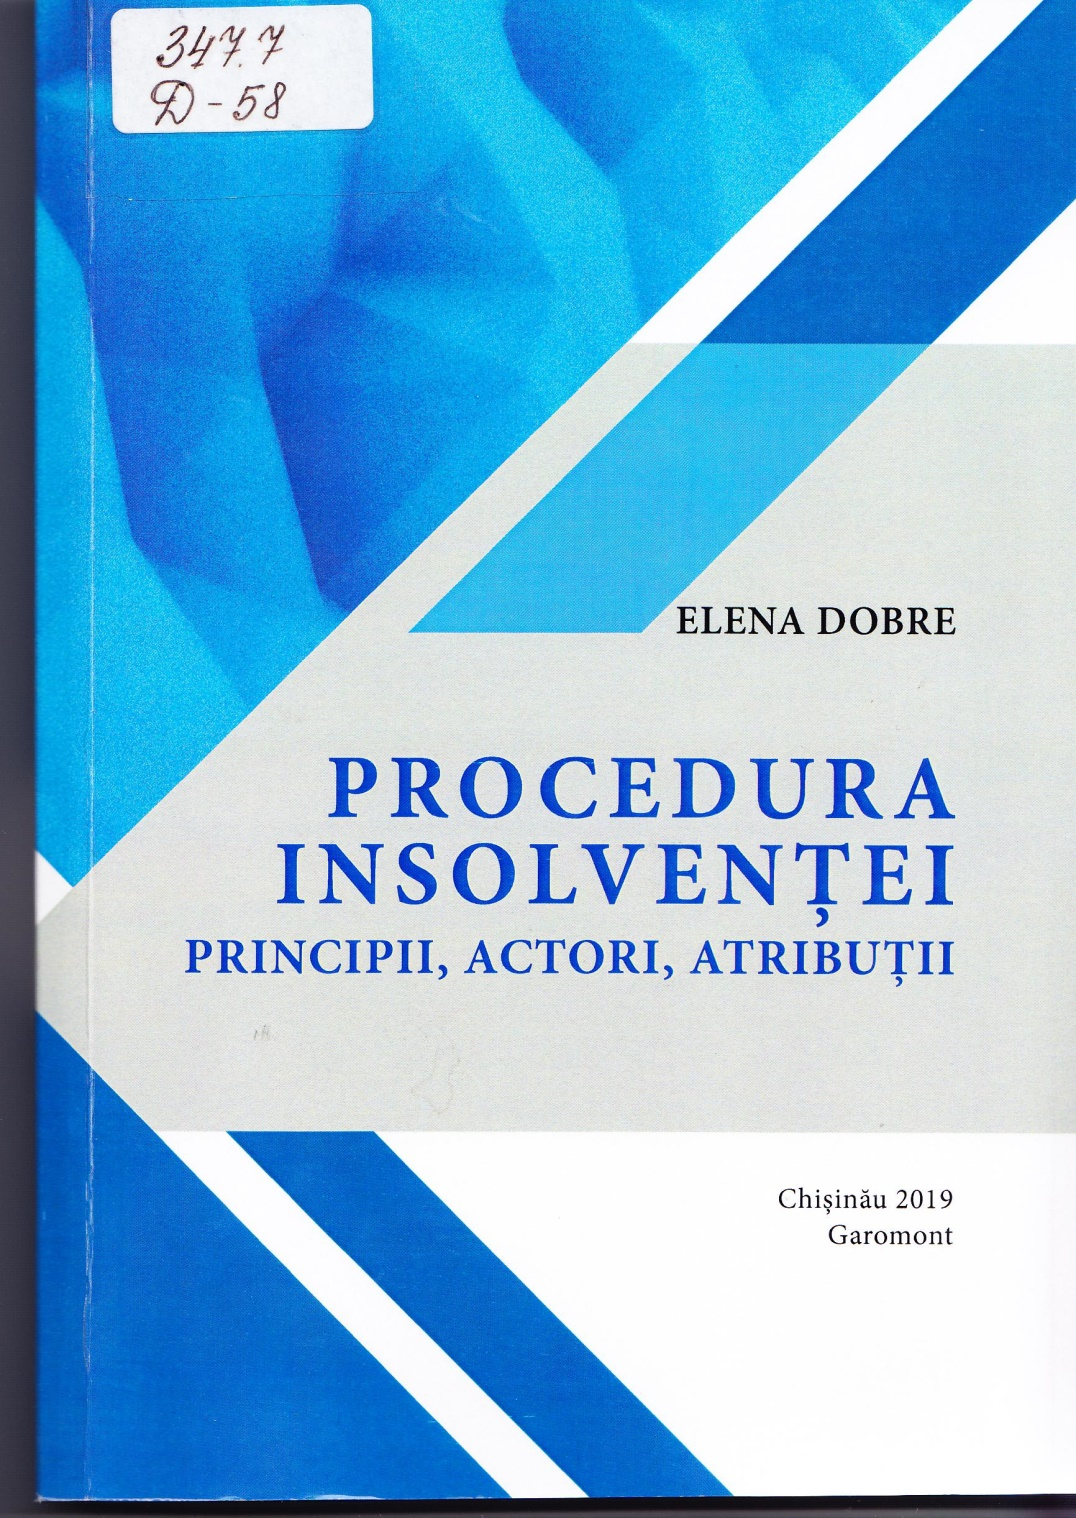 347.7
D-58
ELENA DOBRE
PROCEDURA
INSOLVENȚEI
PRINCIPII, ACTORI, ATRIBUȚII
Chișinău 2019
Garomont